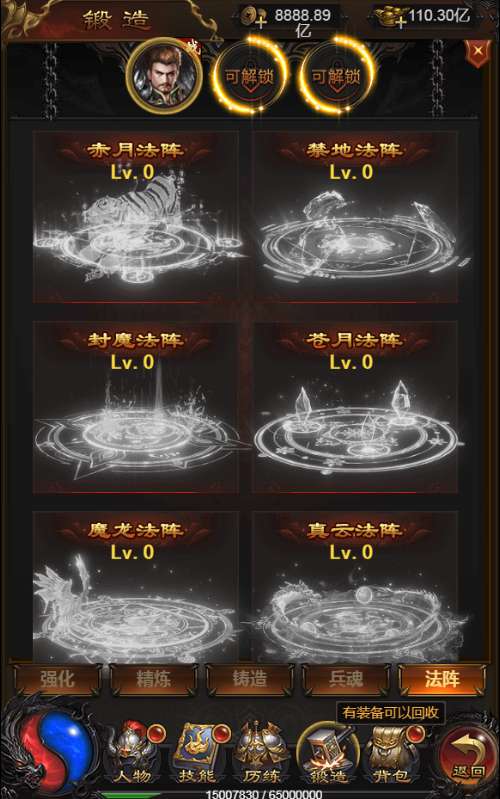 锻造
8888.89亿
110.30亿
战
可解锁
可解锁
赤月法阵
Lv. 0
禁地法阵
Lv. 0
封魔法阵
Lv. 0
苍月法阵
Lv. 0
魔龙法阵
Lv. 0
真云法阵
Lv. 0
强化
精炼
铸造
兵魂
法阵
有装备可以回收
人物
技能
历练
锻造
背包
返回
15007830 / 65000000